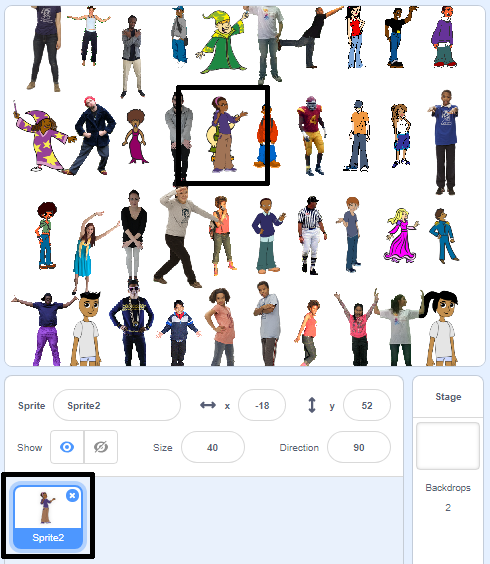 Sprite Sprite2 x -18 y 52
Show Size 40 Direction 90
Stage
Backdrops
2
Sprite2